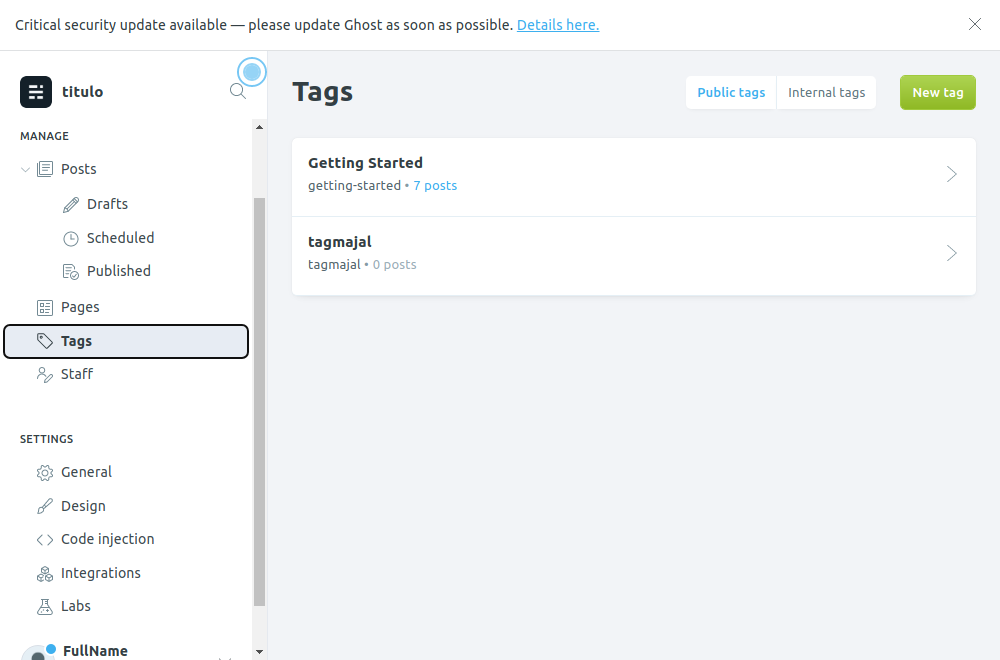 Critical security update available — please update Ghost as soon as possible. Details here.
titulo
MANAGE
Posts
Drafts
Scheduled
Published
Pages
Tags
Staff
SETTINGS
General
Design
Code injection
Integrations
Labs
FullName
Tags
Public tags
Internal tags
New tag
Getting Started
getting-started • 7 posts
tagmajal
tagmajal • 0 posts